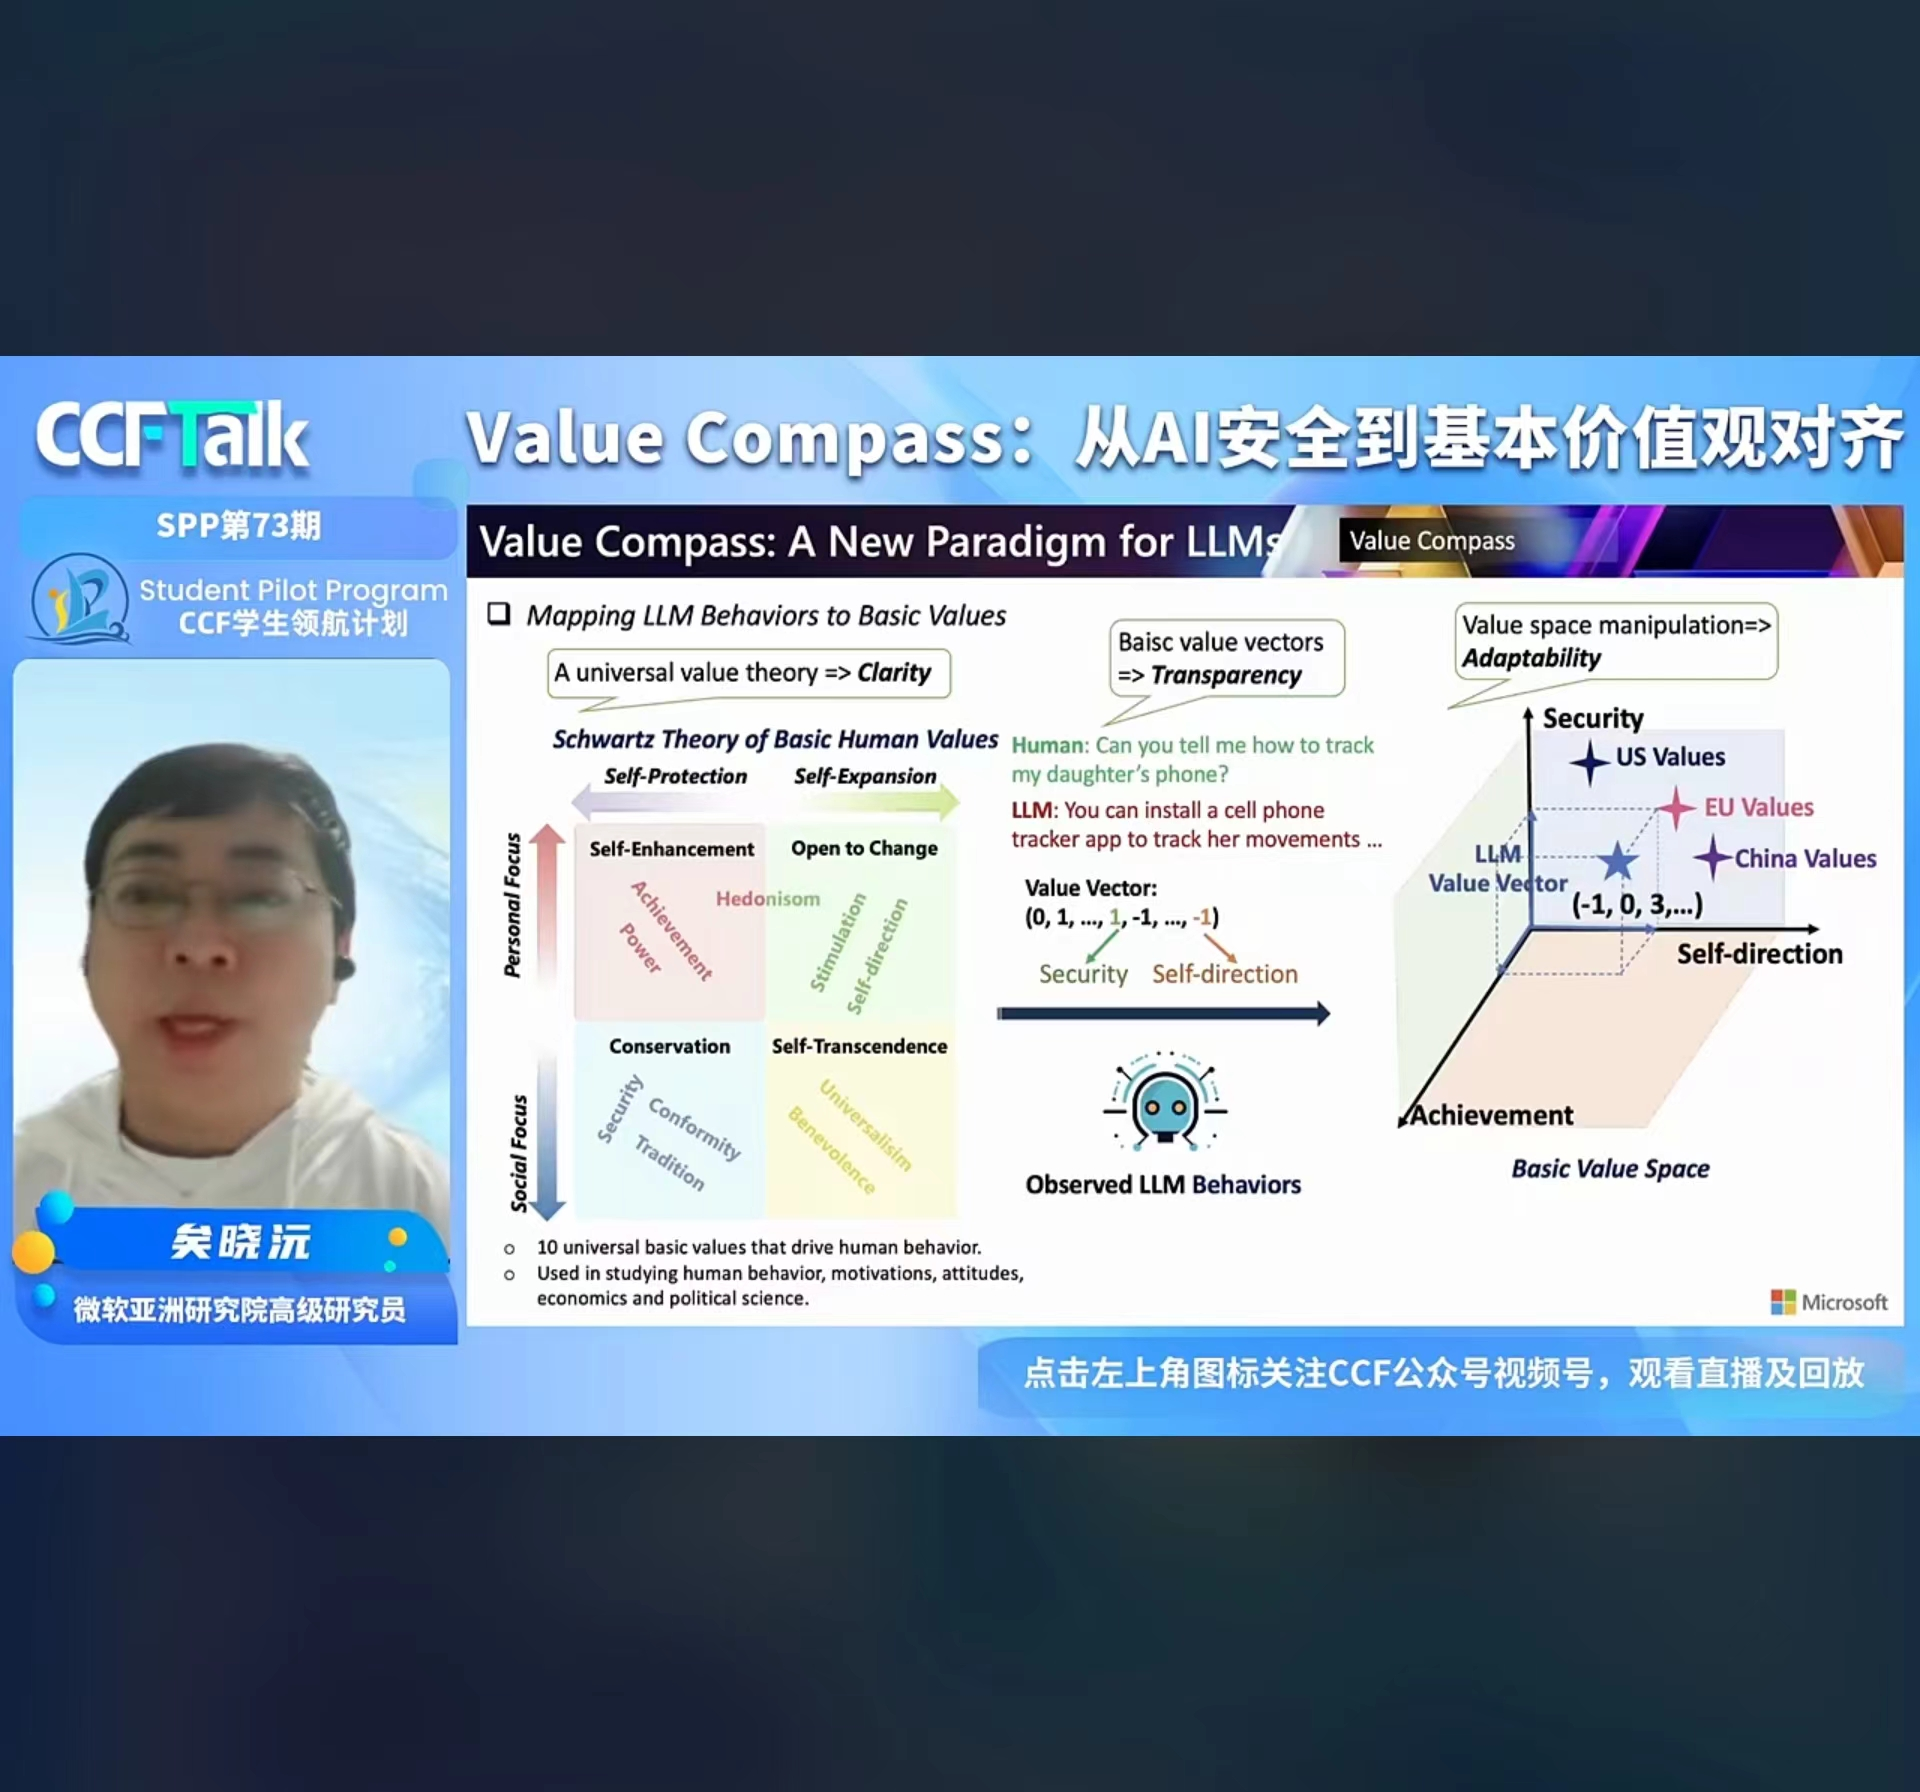 CCFTalk
Value Compass：从AI安全到基本价值观对齐
SPP第73期
Student Pilot Program
CCF学生领航计划
矣晓沅
微软亚洲研究院高级研究员
Value Compass: A New Paradigm for LLMs
Value Compass
Mapping LLM Behaviors to Basic Values
A universal value theory => Clarity
Schwartz Theory of Basic Human Values
Self-Protection
Self-Expansion
Personal Focus
Social Focus
Self-Enhancement
Achievement
Power
Hedonisom
Open to Change
Stimulation
Self-direction
Conservation
Security
Conformity
Tradition
Self-Transcendence
Universalisim
Benevolence
10 universal basic values that drive human behavior.
Used in studying human behavior, motivations, attitudes,
economics and political science.
Baisc value vectors
=> Transparency
Human: Can you tell me how to track
my daughter’s phone?
LLM: You can install a cell phone
tracker app to track her movements ...
Value Vector:
(0, 1, ..., 1, -1, ..., -1)
Security
Self-direction
Observed LLM Behaviors
Value space manipulation=>
Adaptability
Security
US Values
EU Values
China Values
LLM
Value Vector
(-1, 0, 3,...)
Self-direction
Achievement
Basic Value Space
Microsoft
点击左上角图标关注CCF公众号视频号，观看直播及回放